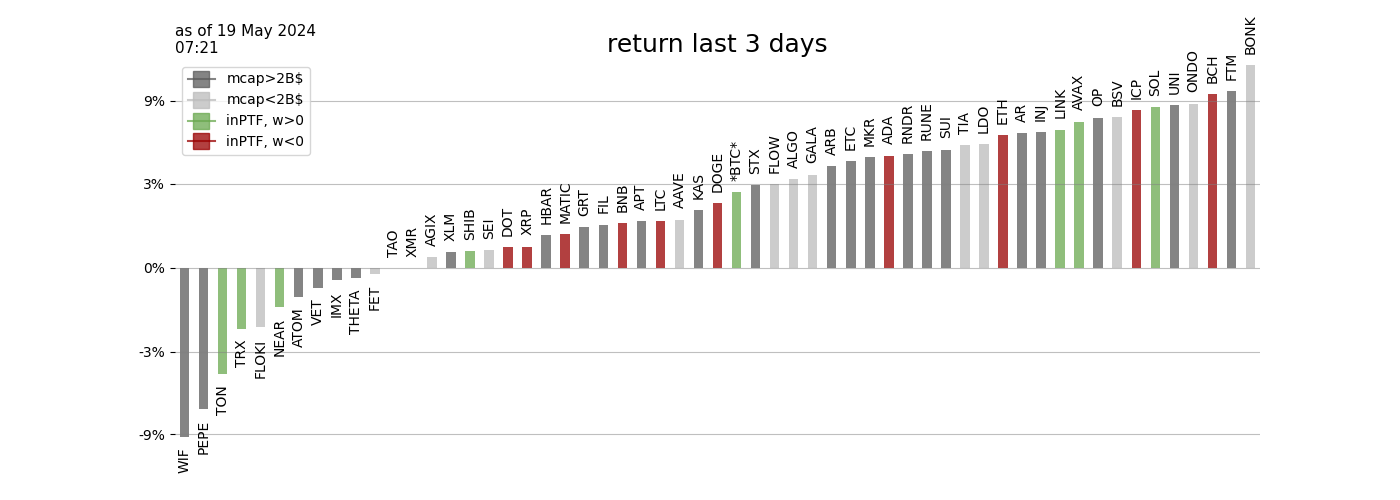 as of 19 May 2024
07:21
return last 3 days
mcap>2B$
mcap<2B$
inPTF, w>0
inPTF, w<0
9%
3%
0%
-3%
-9%
WIF
PEPE
TON
TRX
FLOKI
NEAR
ATOM
VET
IMX
THETA
FET
TAO
XMR
AGIX
XLM
SHIB
SEI
DOT
XRP
HBAR
MATIC
GRT
FIL
BNB
APT
LTC
AAVE
KAS
DOGE
*BTC*
STX
FLOW
ALGO
GALA
ARB
ETC
MKR
ADA
RNDR
RUNE
SUI
TIA
LDO
ETH
AR
INJ
LINK
AVAX
OP
BSV
ICP
SOL
UNI
ONDO
BCH
FTM
BONK